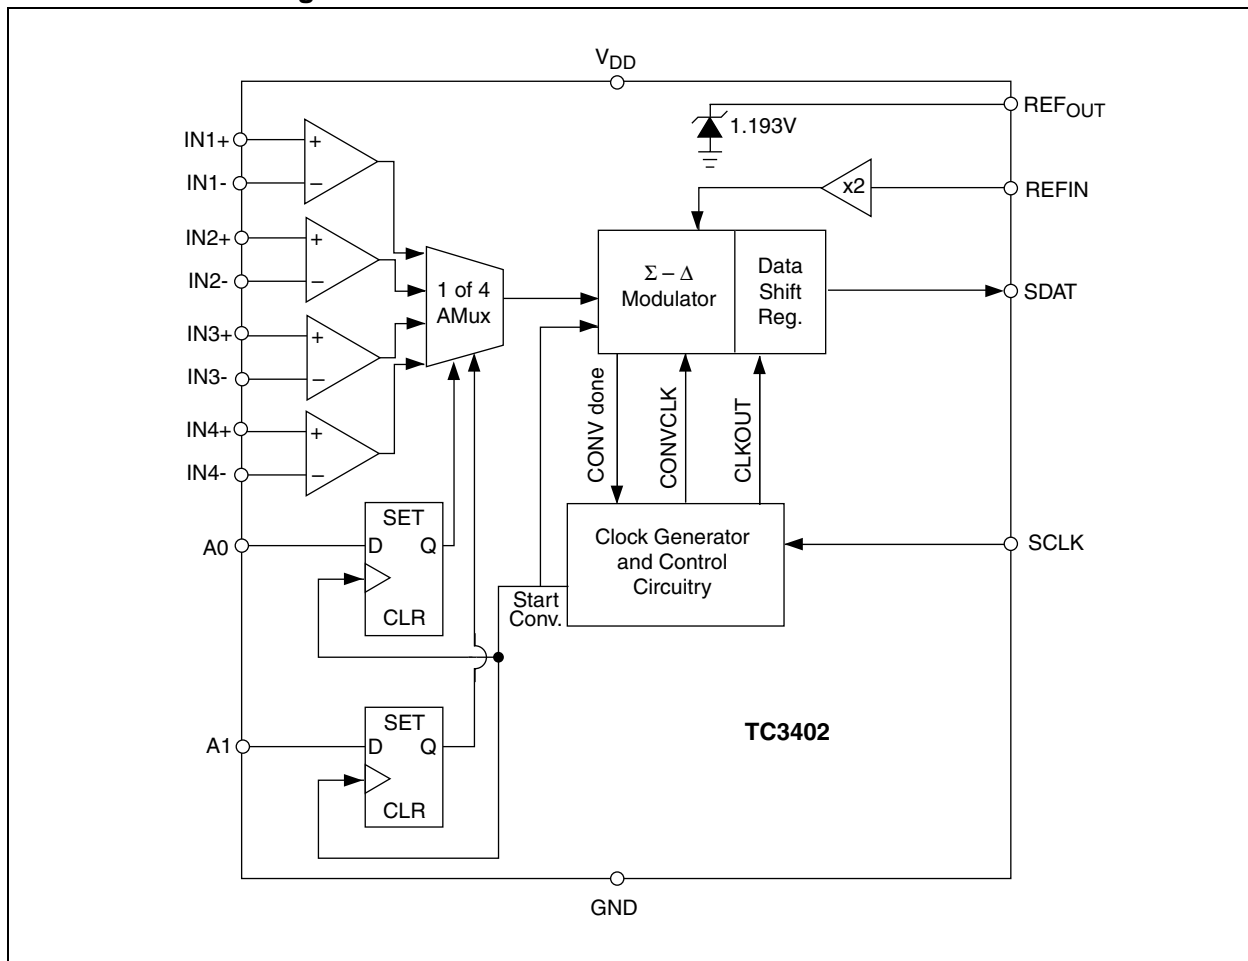 V_DD
REF_OUT
1.193V
IN1+
+
IN1-
–
x2
REFIN
IN2+
+
IN2-
–
1 of 4
AMux
Σ – Δ
Modulator
Data
Shift
Reg.
SDAT
IN3+
+
IN3-
–
CONV done
CONVCLK
CLKOUT
IN4+
+
IN4-
–
SET
A0
D
Q
CLR
Clock Generator
and Control
Circuitry
SCLK
Start
Conv.
SET
A1
D
Q
CLR
TC3402
GND